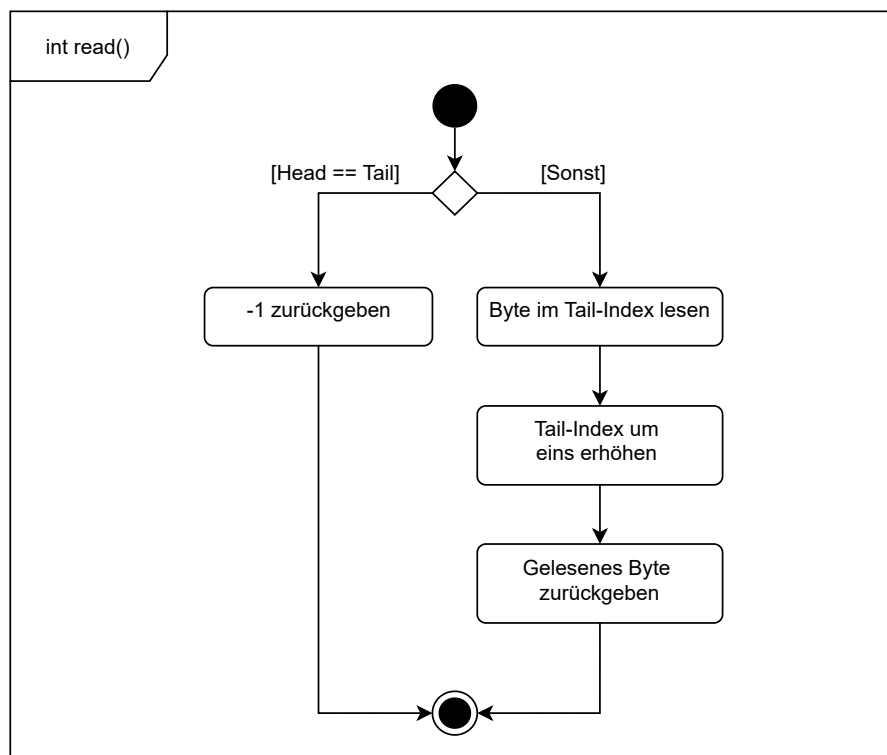 int read()
[Head == Tail]
[Sonst]
-1 zurückgeben
Byte im Tail-Index lesen
Tail-Index um
eins erhöhen
Gelesenes Byte
zurückgeben